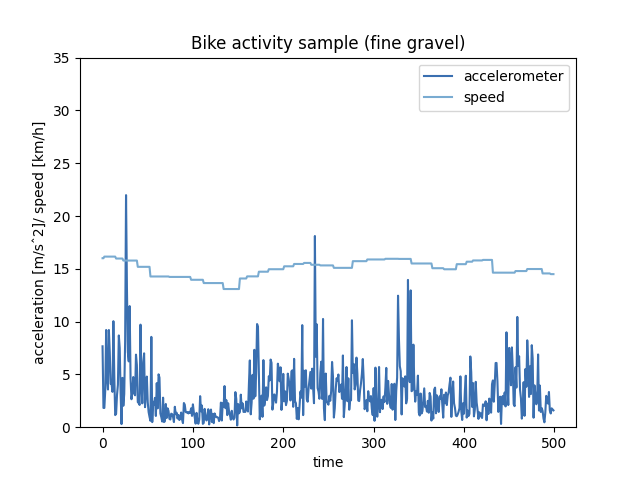 Bike activity sample (fine gravel)
acceleration [m/s^2]/ speed [km/h]
35
30
25
20
15
10
5
0
accelerometer
speed
0 100 200 300 400 500
time